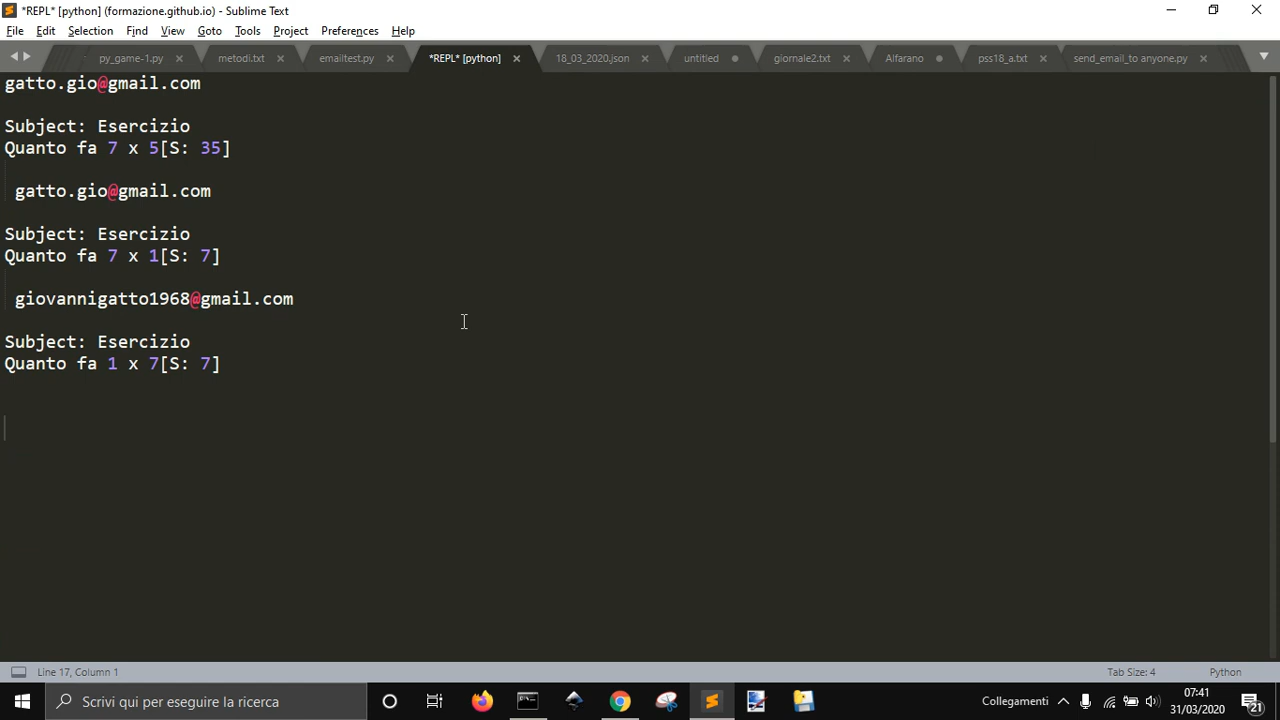 *REPL* [python] (formazione.github.io) - Sublime Text
File Edit Selection Find View Goto Tools Project Preferences Help
py_game-1.py metodi.txt emailtest.py *REPL* [python] 18_03_2020.json untitled giornale2.txt Alfarano pss18_a.txt send_email_to anyone.py
gatto.gio@gmail.com
Subject: Esercizio
Quanto fa 7 x 5[S: 35]
gatto.gio@gmail.com
Subject: Esercizio
Quanto fa 7 x 1[S: 7]
giovannigatto1968@gmail.com
Subject: Esercizio
Quanto fa 1 x 7[S: 7]
Line 17, Column 1 Tab Size: 4 Python
Scrivi qui per eseguire la ricerca Collegamenti 07:41
31/03/2020 21